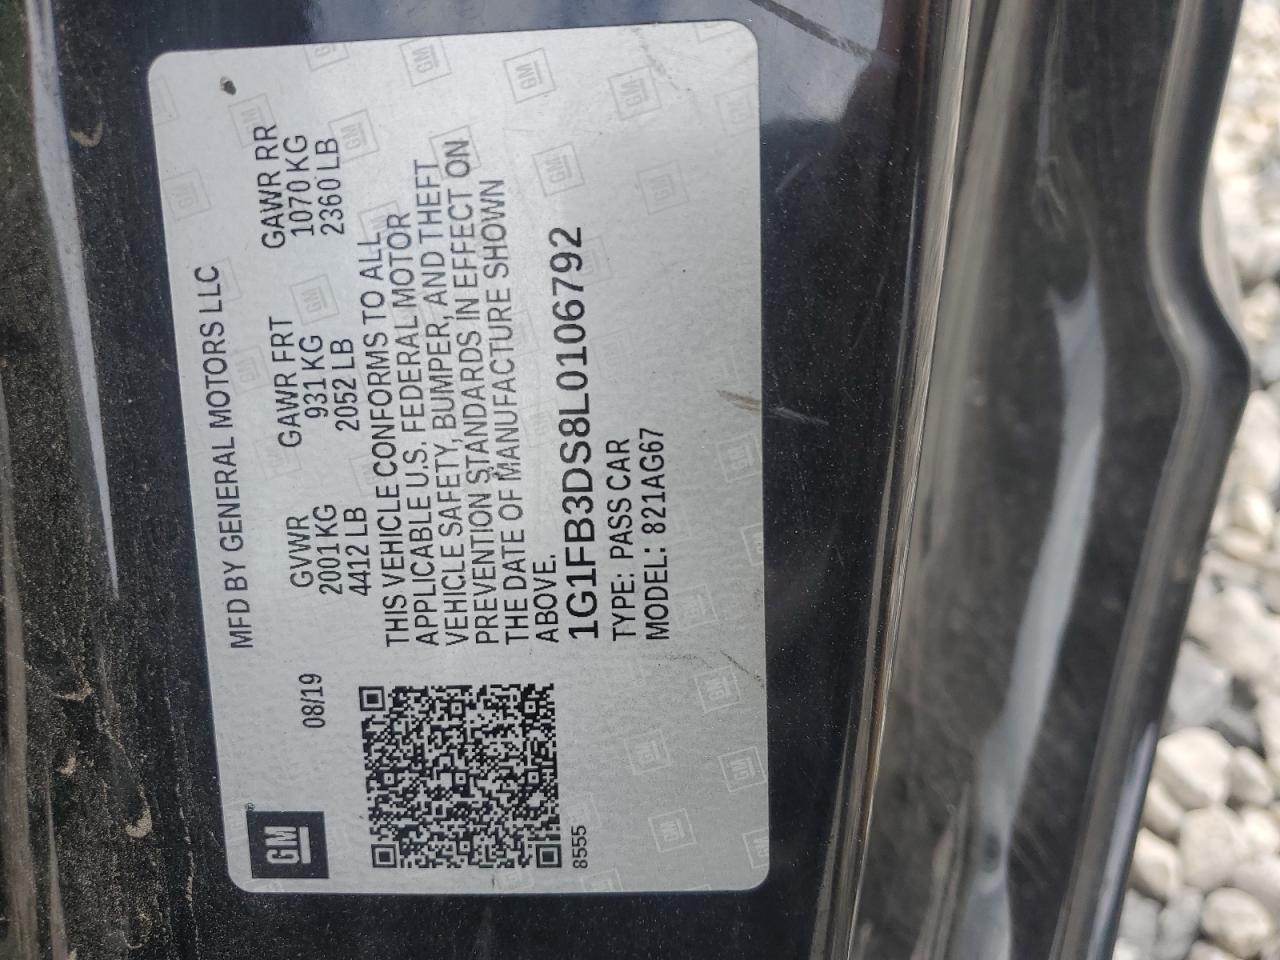 GM
08/19
MFD BY GENERAL MOTORS LLC
GVWR GAWR FRT GAWR RR
2001 KG 931 KG 1070 KG
4412 LB 2052 LB 2360 LB
THIS VEHICLE CONFORMS TO ALL
APPLICABLE U.S. FEDERAL MOTOR
VEHICLE SAFETY, BUMPER, AND THEFT
PREVENTION STANDARDS IN EFFECT ON
THE DATE OF MANUFACTURE SHOWN
ABOVE.
1G1FB3DS8L0106792
TYPE: PASS CAR
MODEL: 821AG67
8555